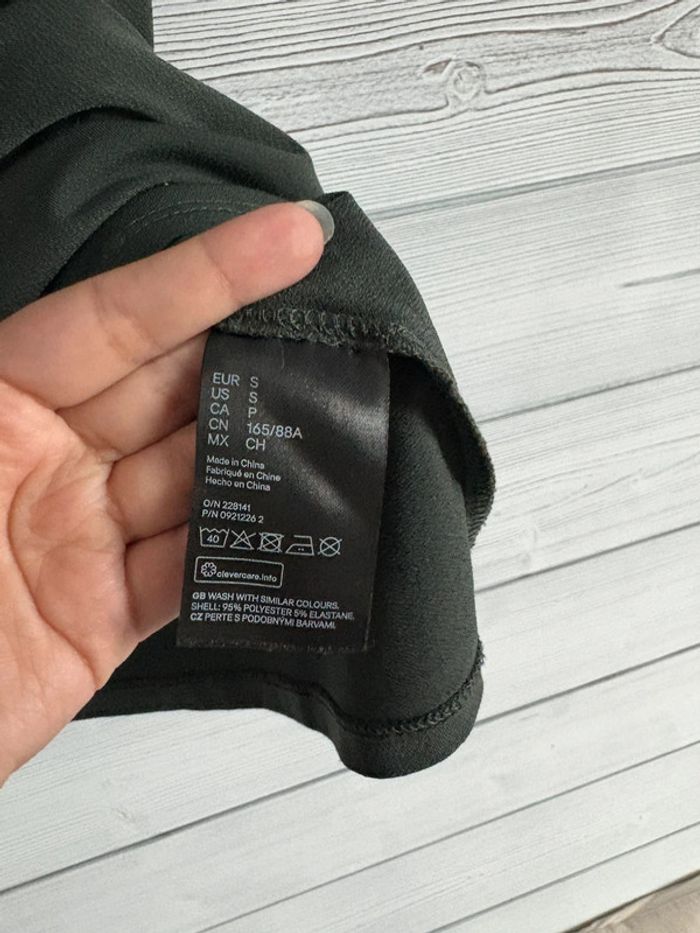 EUR S
US S
CA P
CN 165/88A
MX CH
Made in China
Fabriqué en Chine
Hecho en China
O/N 228141
P/N 0921226 2
40
clevercare.info
GB WASH WITH SIMILAR COLOURS.
SHELL: 95% POLYESTER 5% ELASTANE.
CZ PERTE S PODOBNÝMI BARVAMI.